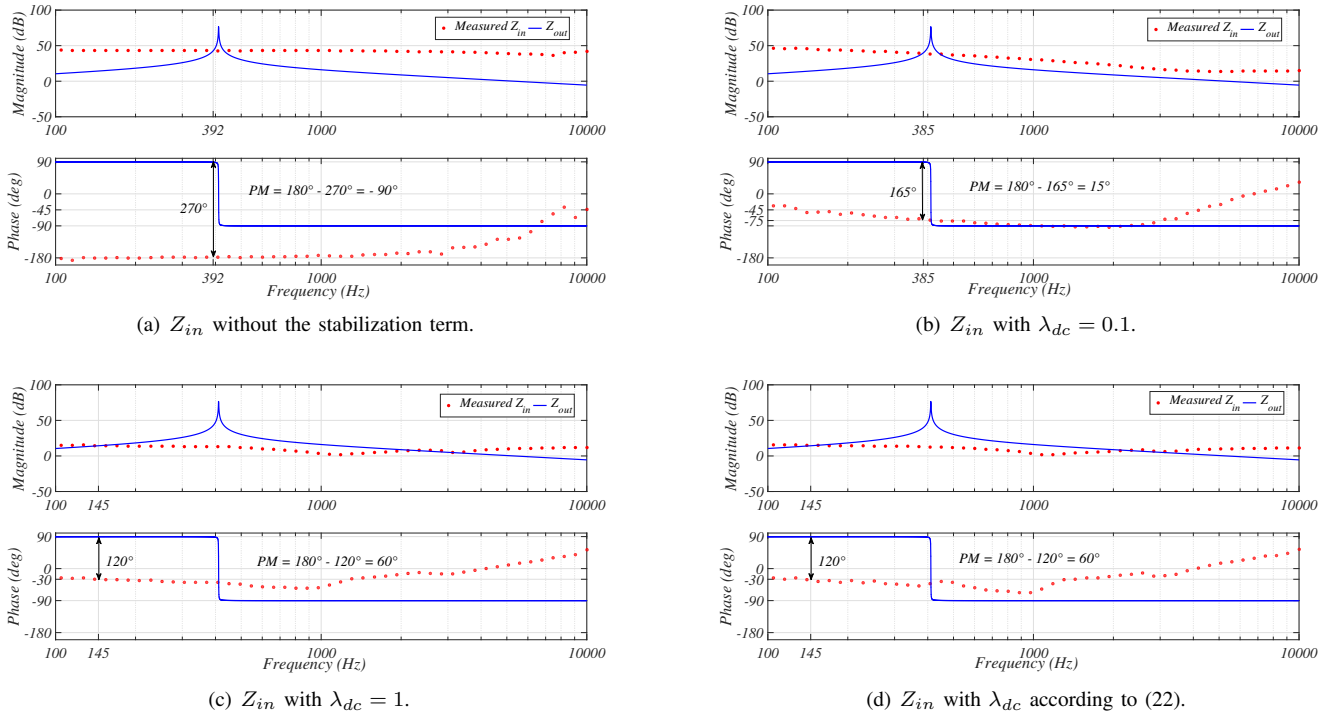 Magnitude (dB)
100
50
0
-50
Measured Z_in
Z_out
100
392
1000
10000
Phase (deg)
90
0
-45
-90
-180
270°
PM = 180° - 270° = - 90°
100
392
1000
10000
Frequency (Hz)
(a) Z_in without the stabilization term.
Magnitude (dB)
100
50
0
-50
Measured Z_in
Z_out
100
385
1000
10000
Phase (deg)
90
0
-45
-75
-90
-180
165°
PM = 180° - 165° = 15°
100
385
1000
10000
Frequency (Hz)
(b) Z_in with λ_dc = 0.1.
Magnitude (dB)
100
50
0
-50
Measured Z_in
Z_out
100
145
1000
10000
Phase (deg)
90
0
-30
-90
-180
120°
PM = 180° - 120° = 60°
100
145
1000
10000
Frequency (Hz)
(c) Z_in with λ_dc = 1.
Magnitude (dB)
100
50
0
-50
Measured Z_in
Z_out
100
145
1000
10000
Phase (deg)
90
0
-30
-90
-180
120°
PM = 180° - 120° = 60°
100
145
1000
10000
Frequency (Hz)
(d) Z_in with λ_dc according to (22).